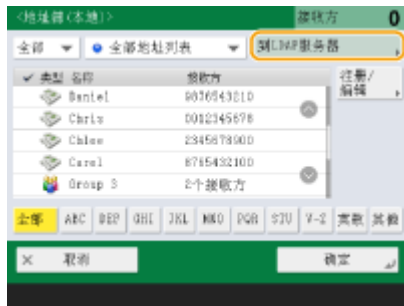 <地址簿(本地)> 接收方 0
全部 全部地址列表 到LDAP服务器
类型 名称 接收方 注册/
编辑
Daniel 9876543210
Chris 0012345678
Chloe 2345678900
Carol 8765432100
Group 3 2个接收方
全部 ABC DEF GHI JKL MNO PQR STU V-Z 其他
× 取消 确定